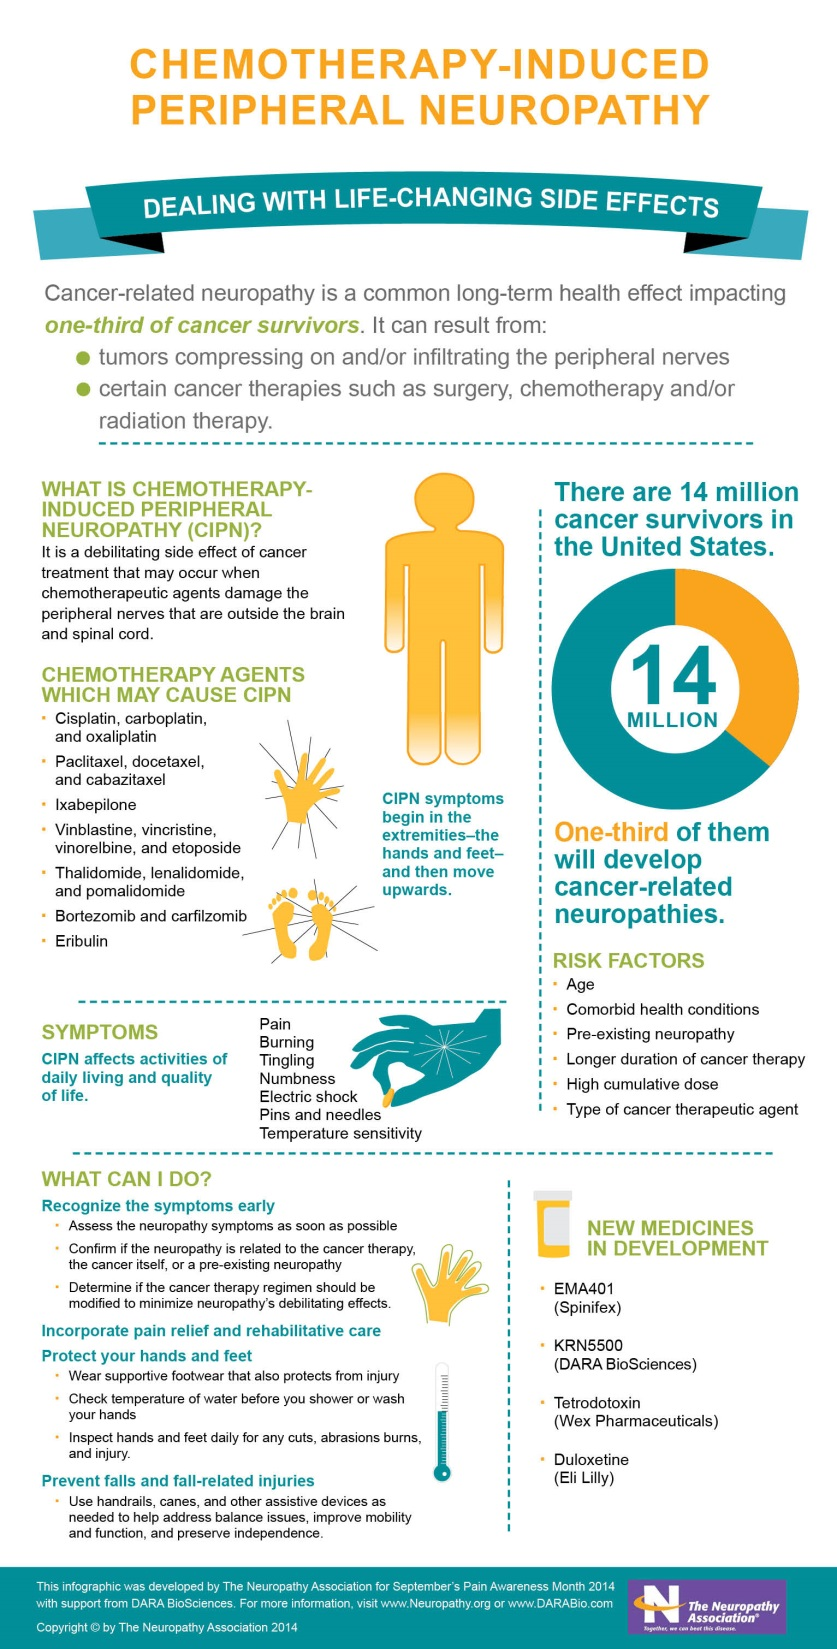 CHEMOTHERAPY-INDUCED
PERIPHERAL NEUROPATHY
DEALING WITH LIFE-CHANGING SIDE EFFECTS
Cancer-related neuropathy is a common long-term health effect impacting
one-third of cancer survivors. It can result from:
tumors compressing on and/or infiltrating the peripheral nerves
certain cancer therapies such as surgery, chemotherapy and/or
radiation therapy.
WHAT IS CHEMOTHERAPY-
INDUCED PERIPHERAL
NEUROPATHY (CIPN)?
It is a debilitating side effect of cancer
treatment that may occur when
chemotherapeutic agents damage the
peripheral nerves that are outside the brain
and spinal cord.
CHEMOTHERAPY AGENTS
WHICH MAY CAUSE CIPN
• Cisplatin, carboplatin,
and oxaliplatin
• Paclitaxel, docetaxel,
and cabazitaxel
• Ixabepilone
• Vinblastine, vincristine,
vinorelbine, and etoposide
• Thalidomide, lenalidomide,
and pomalidomide
• Bortezomib and carfilzomib
• Eribulin
CIPN symptoms
begin in the
extremities–the
hands and feet–
and then move
upwards.
There are 14 million
cancer survivors in
the United States.
14
MILLION
One-third of them
will develop
cancer-related
neuropathies.
RISK FACTORS
• Age
• Comorbid health conditions
• Pre-existing neuropathy
• Longer duration of cancer therapy
• High cumulative dose
• Type of cancer therapeutic agent
SYMPTOMS
CIPN affects activities of
daily living and quality
of life.
Pain
Burning
Tingling
Numbness
Electric shock
Pins and needles
Temperature sensitivity
WHAT CAN I DO?
Recognize the symptoms early
• Assess the neuropathy symptoms as soon as possible
• Confirm if the neuropathy is related to the cancer therapy,
the cancer itself, or a pre-existing neuropathy
• Determine if the cancer therapy regimen should be
modified to minimize neuropathy's debilitating effects.
Incorporate pain relief and rehabilitative care
Protect your hands and feet
• Wear supportive footwear that also protects from injury
• Check temperature of water before you shower or wash
your hands
• Inspect hands and feet daily for any cuts, abrasions burns,
and injury.
Prevent falls and fall-related injuries
• Use handrails, canes, and other assistive devices as
needed to help address balance issues, improve mobility
and function, and preserve independence.
NEW MEDICINES
IN DEVELOPMENT
• EMA401
(Spinifex)
• KRN5500
(DARA BioSciences)
• Tetrodotoxin
(Wex Pharmaceuticals)
• Duloxetine
(Eli Lilly)
This infographic was developed by The Neuropathy Association for September's Pain Awareness Month 2014
with support from DARA BioSciences. For more information, visit www.Neuropathy.org or www.DARABio.com
Copyright © by The Neuropathy Association 2014
N The Neuropathy
Association®
Together, we can beat this disease.